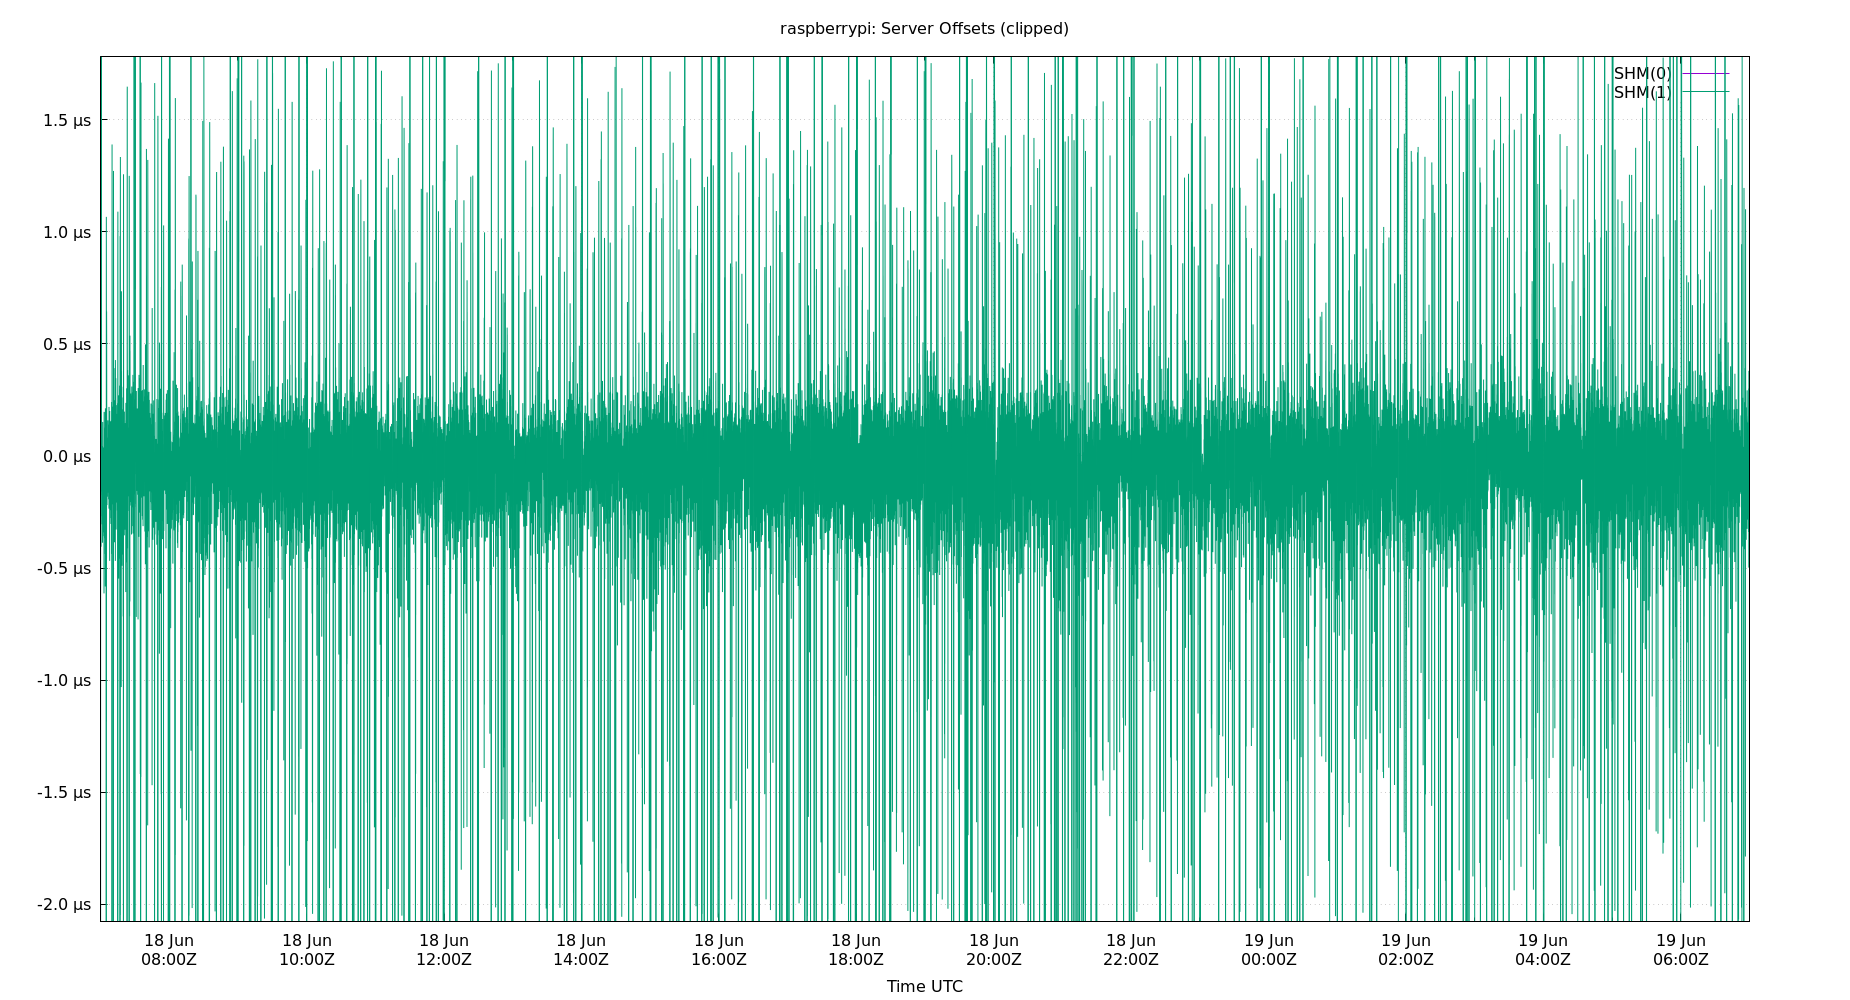 raspberrypi: Server Offsets (clipped)
SHM(0)
SHM(1)
1.5 µs
1.0 µs
0.5 µs
0.0 µs
-0.5 µs
-1.0 µs
-1.5 µs
-2.0 µs
18 Jun 18 Jun 18 Jun 18 Jun 18 Jun 18 Jun 18 Jun 18 Jun 19 Jun 19 Jun 19 Jun 19 Jun
08:00Z 10:00Z 12:00Z 14:00Z 16:00Z 18:00Z 20:00Z 22:00Z 00:00Z 02:00Z 04:00Z 06:00Z
Time UTC